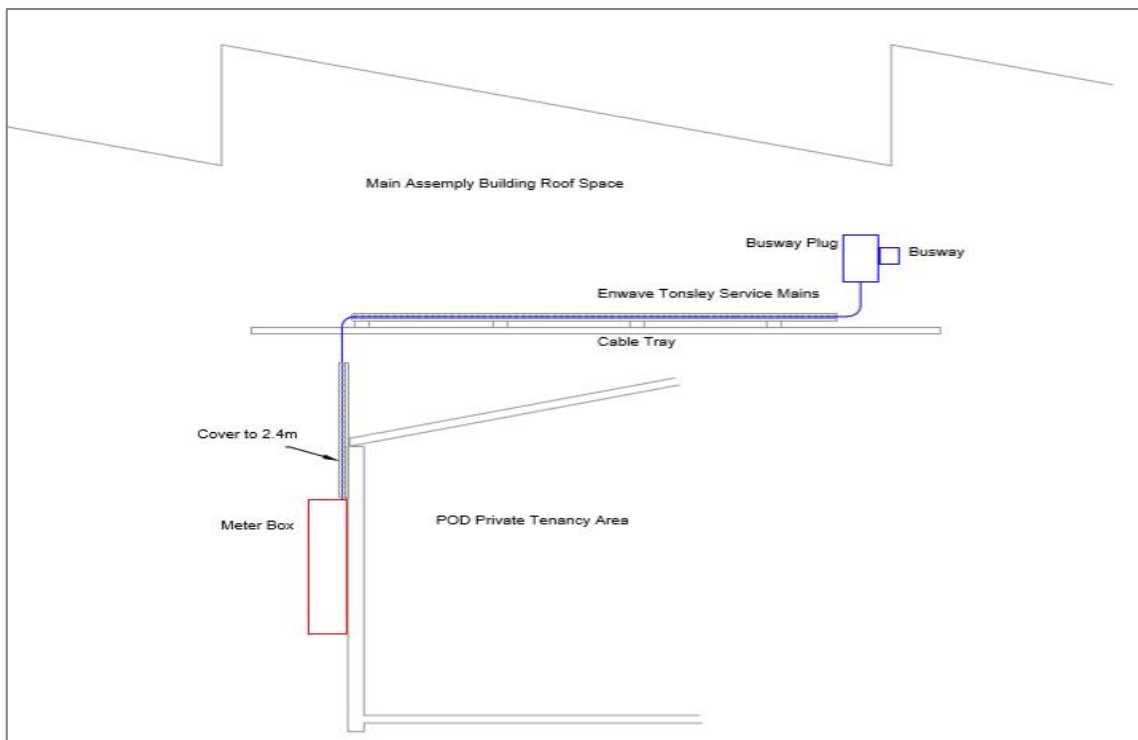 Main Assemply Building Roof Space
Busway Plug
Busway
Enwave Tonsley Service Mains
Cable Tray
Cover to 2.4m
Meter Box
POD Private Tenancy Area